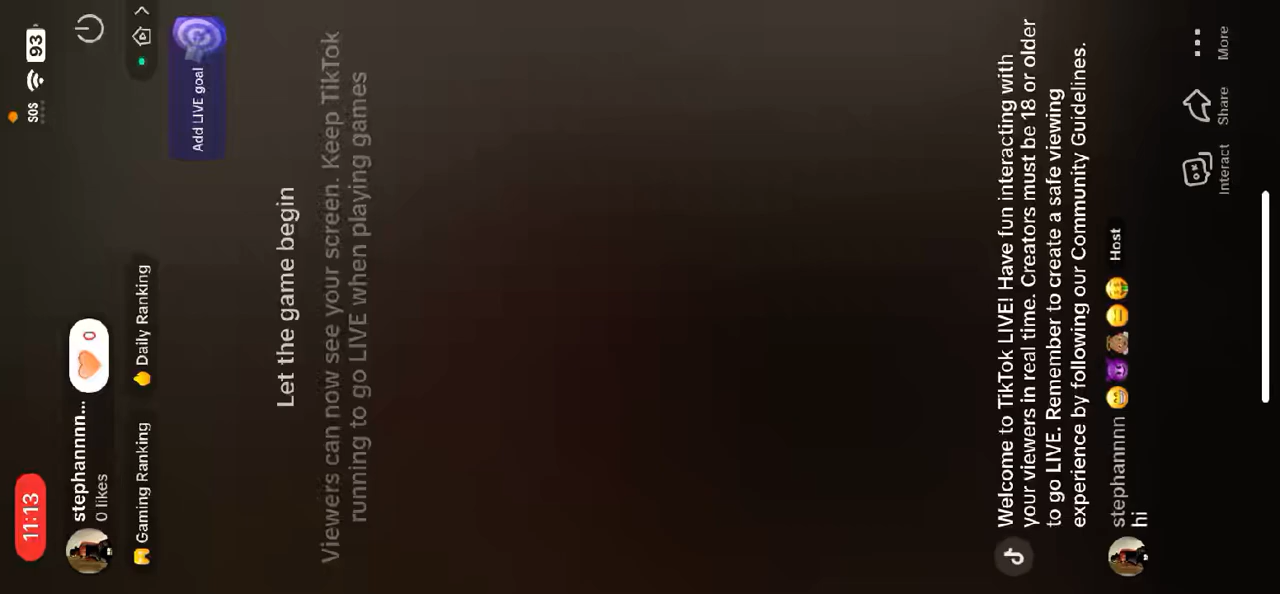 11:13
SOS
93
stephannnn...
0 likes
0
Gaming Ranking
Daily Ranking
Add LIVE goal
Let the game begin
Viewers can now see your screen. Keep TikTok
running to go LIVE when playing games
Welcome to TikTok LIVE! Have fun interacting with
your viewers in real time. Creators must be 18 or older
to go LIVE. Remember to create a safe viewing
experience by following our Community Guidelines.
stephannnn 😬😈👨🏽‍🎓😑🤑 Host
hi
Interact
Share
More